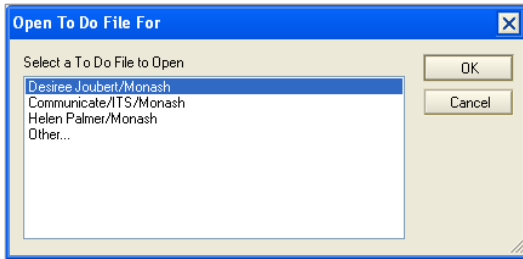 Open To Do File For
Select a To Do File to Open
Desiree Joubert/Monash
Communicate/ITS/Monash
Helen Palmer/Monash
Other...
OK
Cancel